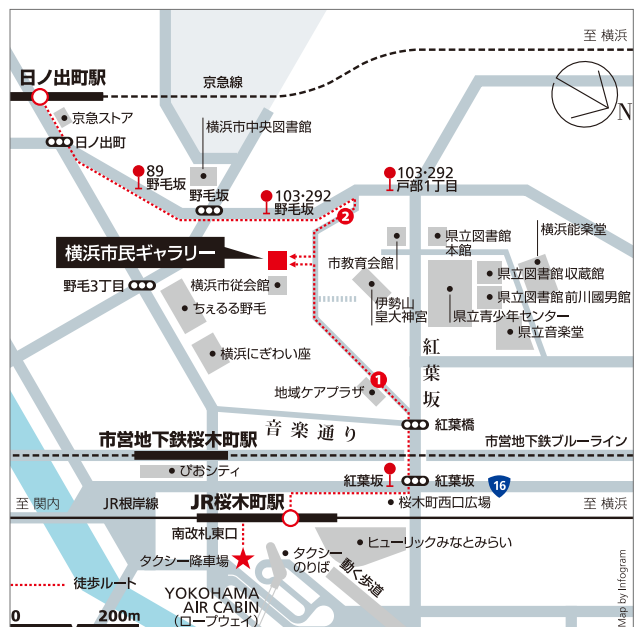 至 横浜
日ノ出町駅
京急線
N
京急ストア
横浜市中央図書館
日ノ出町
89
野毛坂
野毛坂
103・292
野毛坂
103・292
戸部1丁目
2
横浜市民ギャラリー
市教育会館
県立図書館
本館
横浜能楽堂
野毛3丁目
横浜市従会館
ちぇるる野毛
伊勢山
皇大神宮
県立図書館収蔵館
県立図書館前川國男館
県立青少年センター
県立音楽堂
横浜にぎわい座
紅葉坂
1
地域ケアプラザ
音楽通り
紅葉橋
市営地下鉄桜木町駅
市営地下鉄ブルーライン
ぴおシティ
紅葉坂
紅葉坂
16
至 関内
JR根岸線
JR桜木町駅
桜木町西口広場
至 横浜
南改札東口
タクシー降車場
タクシー
のりば
ヒューリックみなとみらい
動く歩道
徒歩ルート
YOKOHAMA
AIR CABIN
(ロープウェイ)
0
200m
Map by Infogram